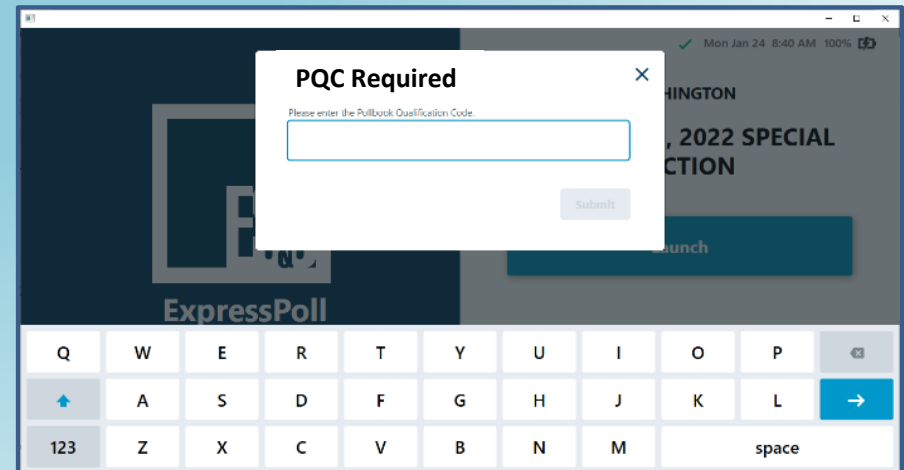 Mon Jan 24 8:40 AM 100%
PQC Required
Please enter the Pollbook Qualification Code.
HINGTON
, 2022 SPECIAL
CTION
Submit
aunch
ExpressPoll
Q W E R T Y U I O P
A S D F G H J K L
123 Z X C V B N M space